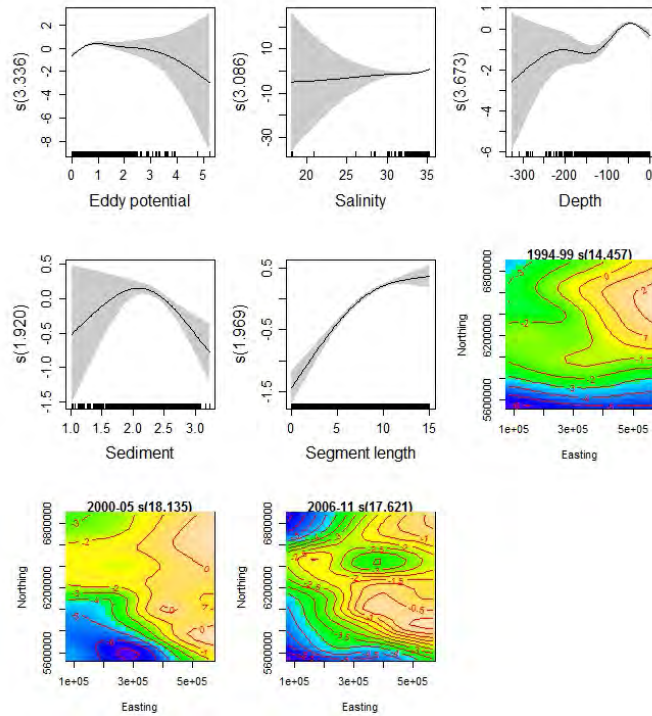 s(3.336)
2
0
-2
-4
-6
-8
0 1 2 3 4 5
Eddy potential
s(3.086)
10
-10
-30
20 25 30 35
Salinity
s(3.673)
1
0
-2
-4
-6
-300 -200 -100 0
Depth
s(1.920)
0.5
0.0
-0.5
-1.0
-1.5
1.0 1.5 2.0 2.5 3.0
Sediment
s(1.969)
0.5
-0.5
-1.5
0 5 10 15
Segment length
1994-99 s(14,457)
Northing
6800000
6200000
5600000
1e+05 3e+05 5e+05
Easting
2000-05 s(18.135)
Northing
6800000
6200000
5600000
1e+05 3e+05 5e+05
Easting
2006-11 s(17.621)
Northing
6800000
6200000
5600000
1e+05 3e+05 5e+05
Easting